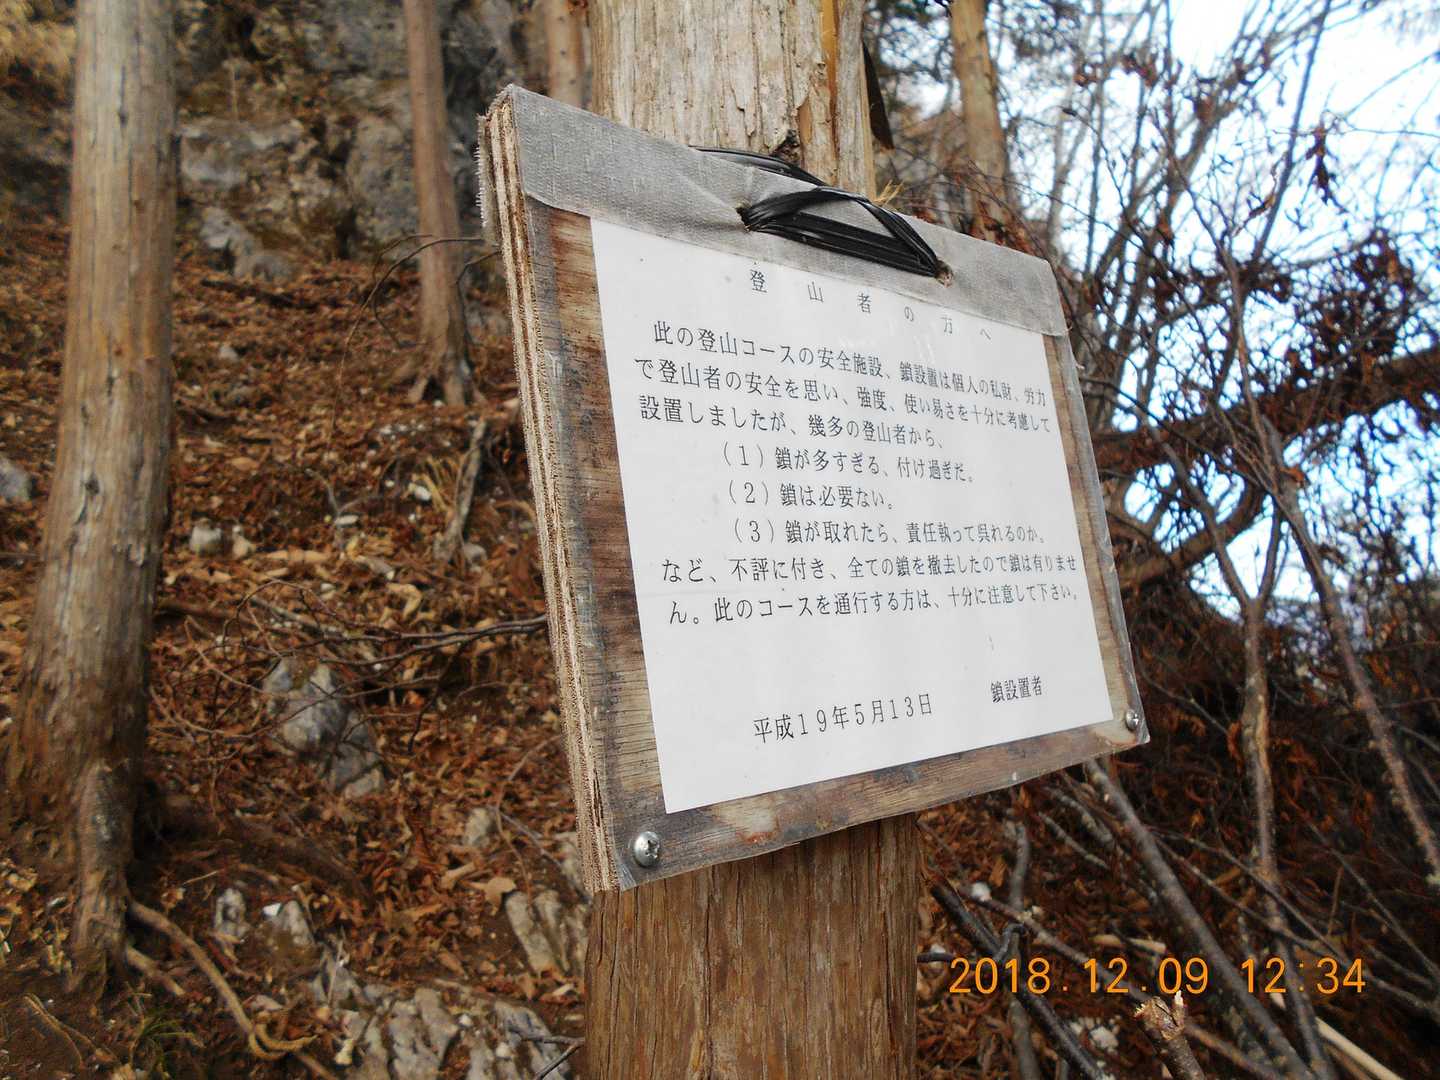 登山者の方へ
此の登山コースの安全施設、鎖設置は個人の私財、労力
で登山者の安全を思い、強度、使い易さを十分に考慮して
設置しましたが、幾多の登山者から、
(1)鎖が多すぎる、付け過ぎだ。
(2)鎖は必要ない。
(3)鎖が取れたら、責任執って呉れるのか。
など、不評に付き、全ての鎖を撤去したので鎖は有りませ
ん。此のコースを通行する方は、十分に注意して下さい。
平成19年5月13日 鎖設置者
2018.12.09 12:34